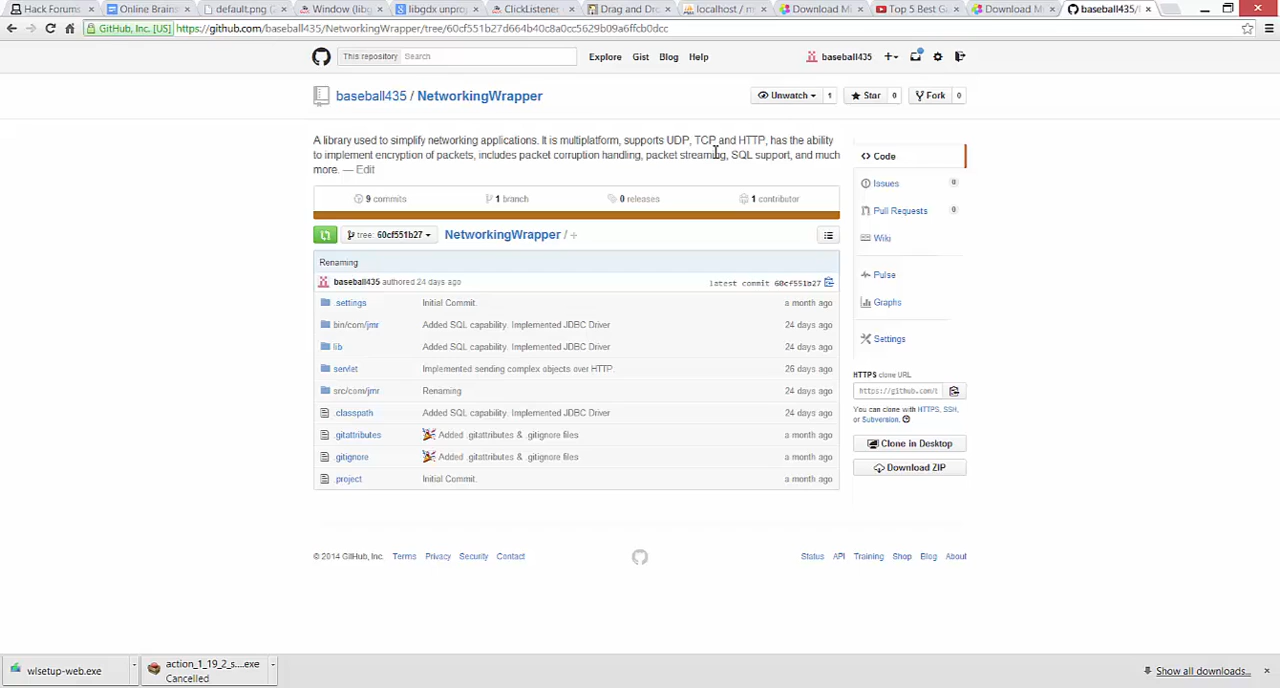 Hack Forums
Online Brains
default.png (
Window (libg
libgdx unpro
ClickListener
Drag and Dr
localhost / m
Download M
Top 5 Best G
Download M
baseball435/
GitHub, Inc. [US]
https://github.com/baseball435/NetworkingWrapper/tree/60cf551b27d664b40c8a0cc5629b09a6ffcb0dcc
This repository Search
Explore Gist Blog Help
baseball435
baseball435 / NetworkingWrapper
Unwatch 1 Star 0 Fork 0
A library used to simplify networking applications. It is multiplatform, supports UDP, TCP and HTTP, has the ability
to implement encryption of packets, includes packet corruption handling, packet streaming, SQL support, and much
more. — Edit
9 commits 1 branch 0 releases 1 contributor
tree: 60cf551b27 NetworkingWrapper / +
Renaming
baseball435 authored 24 days ago latest commit 60cf551b27
.settings Initial Commit. a month ago
bin/com/jmr Added SQL capability. Implemented JDBC Driver 24 days ago
lib Added SQL capability. Implemented JDBC Driver 24 days ago
servlet Implemented sending complex objects over HTTP. 26 days ago
src/com/jmr Renaming 24 days ago
.classpath Added SQL capability. Implemented JDBC Driver 24 days ago
.gitattributes Added .gitattributes & .gitignore files a month ago
.gitignore Added .gitattributes & .gitignore files a month ago
.project Initial Commit. a month ago
Code
Issues 0
Pull Requests 0
Wiki
Pulse
Graphs
Settings
HTTPS clone URL
https://github.com/b
You can clone with HTTPS, SSH,
or Subversion.
Clone in Desktop
Download ZIP
© 2014 GitHub, Inc. Terms Privacy Security Contact
Status API Training Shop Blog About
wlsetup-web.exe
action_1_19_2_s....exe
Cancelled
Show all downloads...